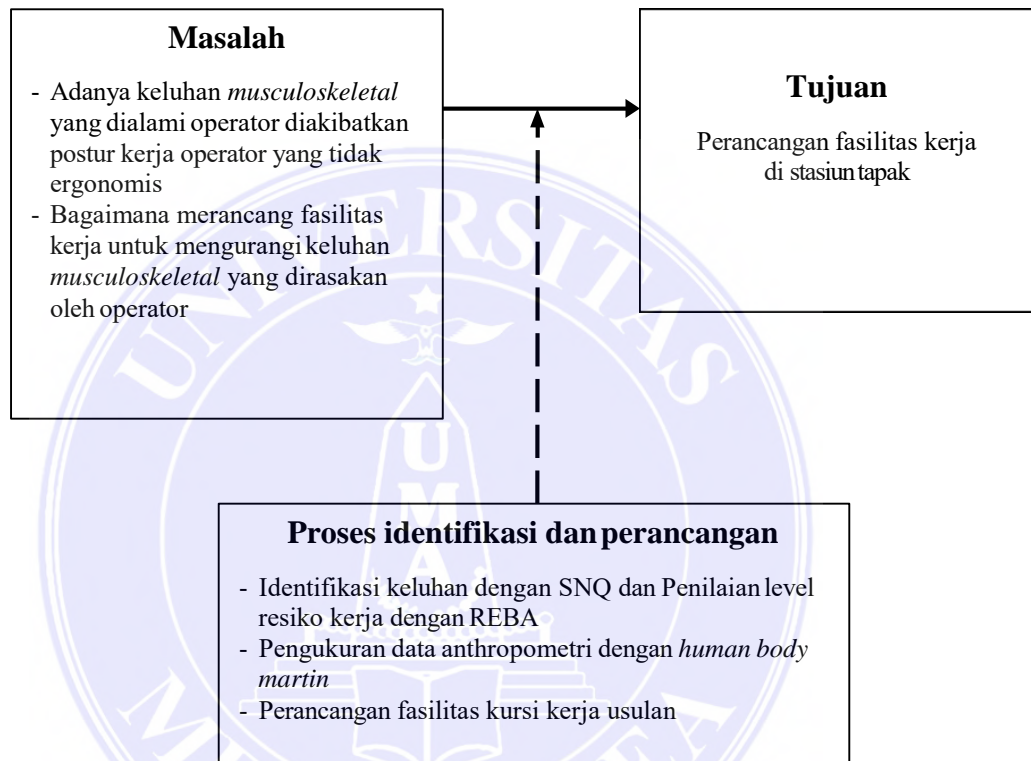 Masalah
- Adanya keluhan musculoskeletal
yang dialami operator diakibatkan
postur kerja operator yang tidak
ergonomis
- Bagaimana merancang fasilitas
kerja untuk mengurangi keluhan
musculoskeletal yang dirasakan
oleh operator
Tujuan
Perancangan fasilitas kerja
di stasiun tapak
Proses identifikasi dan perancangan
- Identifikasi keluhan dengan SNQ dan Penilaian level
resiko kerja dengan REBA
- Pengukuran data anthropometri dengan human body
martin
- Perancangan fasilitas kursi kerja usulan
UNIVERSITAS
UMA